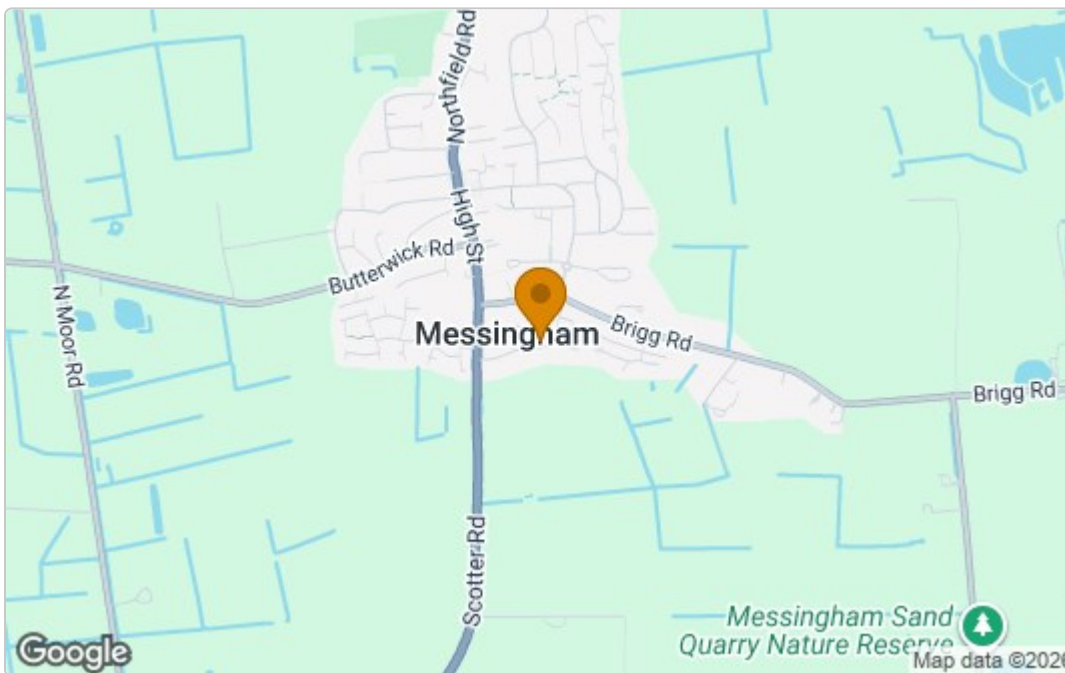 Northfield Rd
High St
Butterwick Rd
N Moor Rd
Messingham
Brigg Rd
Brigg Rd
Scotter Rd
Messingham Sand
Quarry Nature Reserve
Google
Map data ©2026